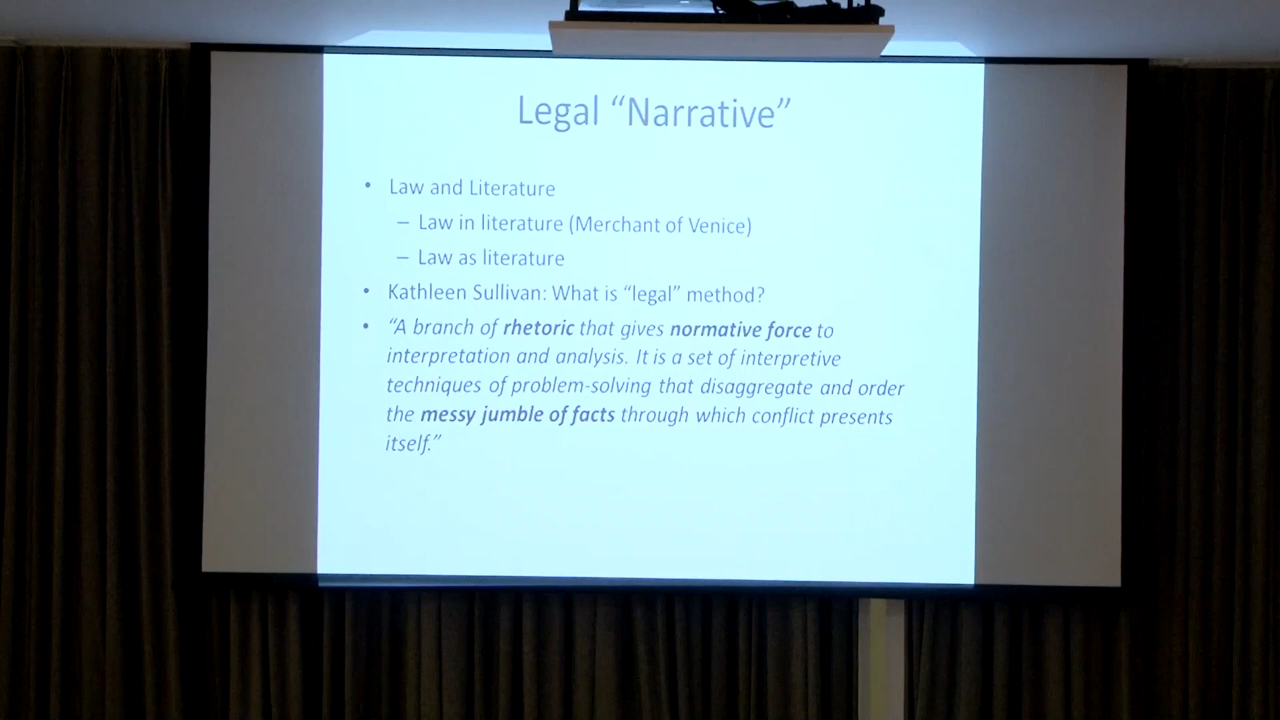 Legal “Narrative”
• Law and Literature
– Law in literature (Merchant of Venice)
– Law as literature
• Kathleen Sullivan: What is “legal” method?
• “A branch of rhetoric that gives normative force to
interpretation and analysis. It is a set of interpretive
techniques of problem-solving that disaggregate and order
the messy jumble of facts through which conflict presents
itself.”